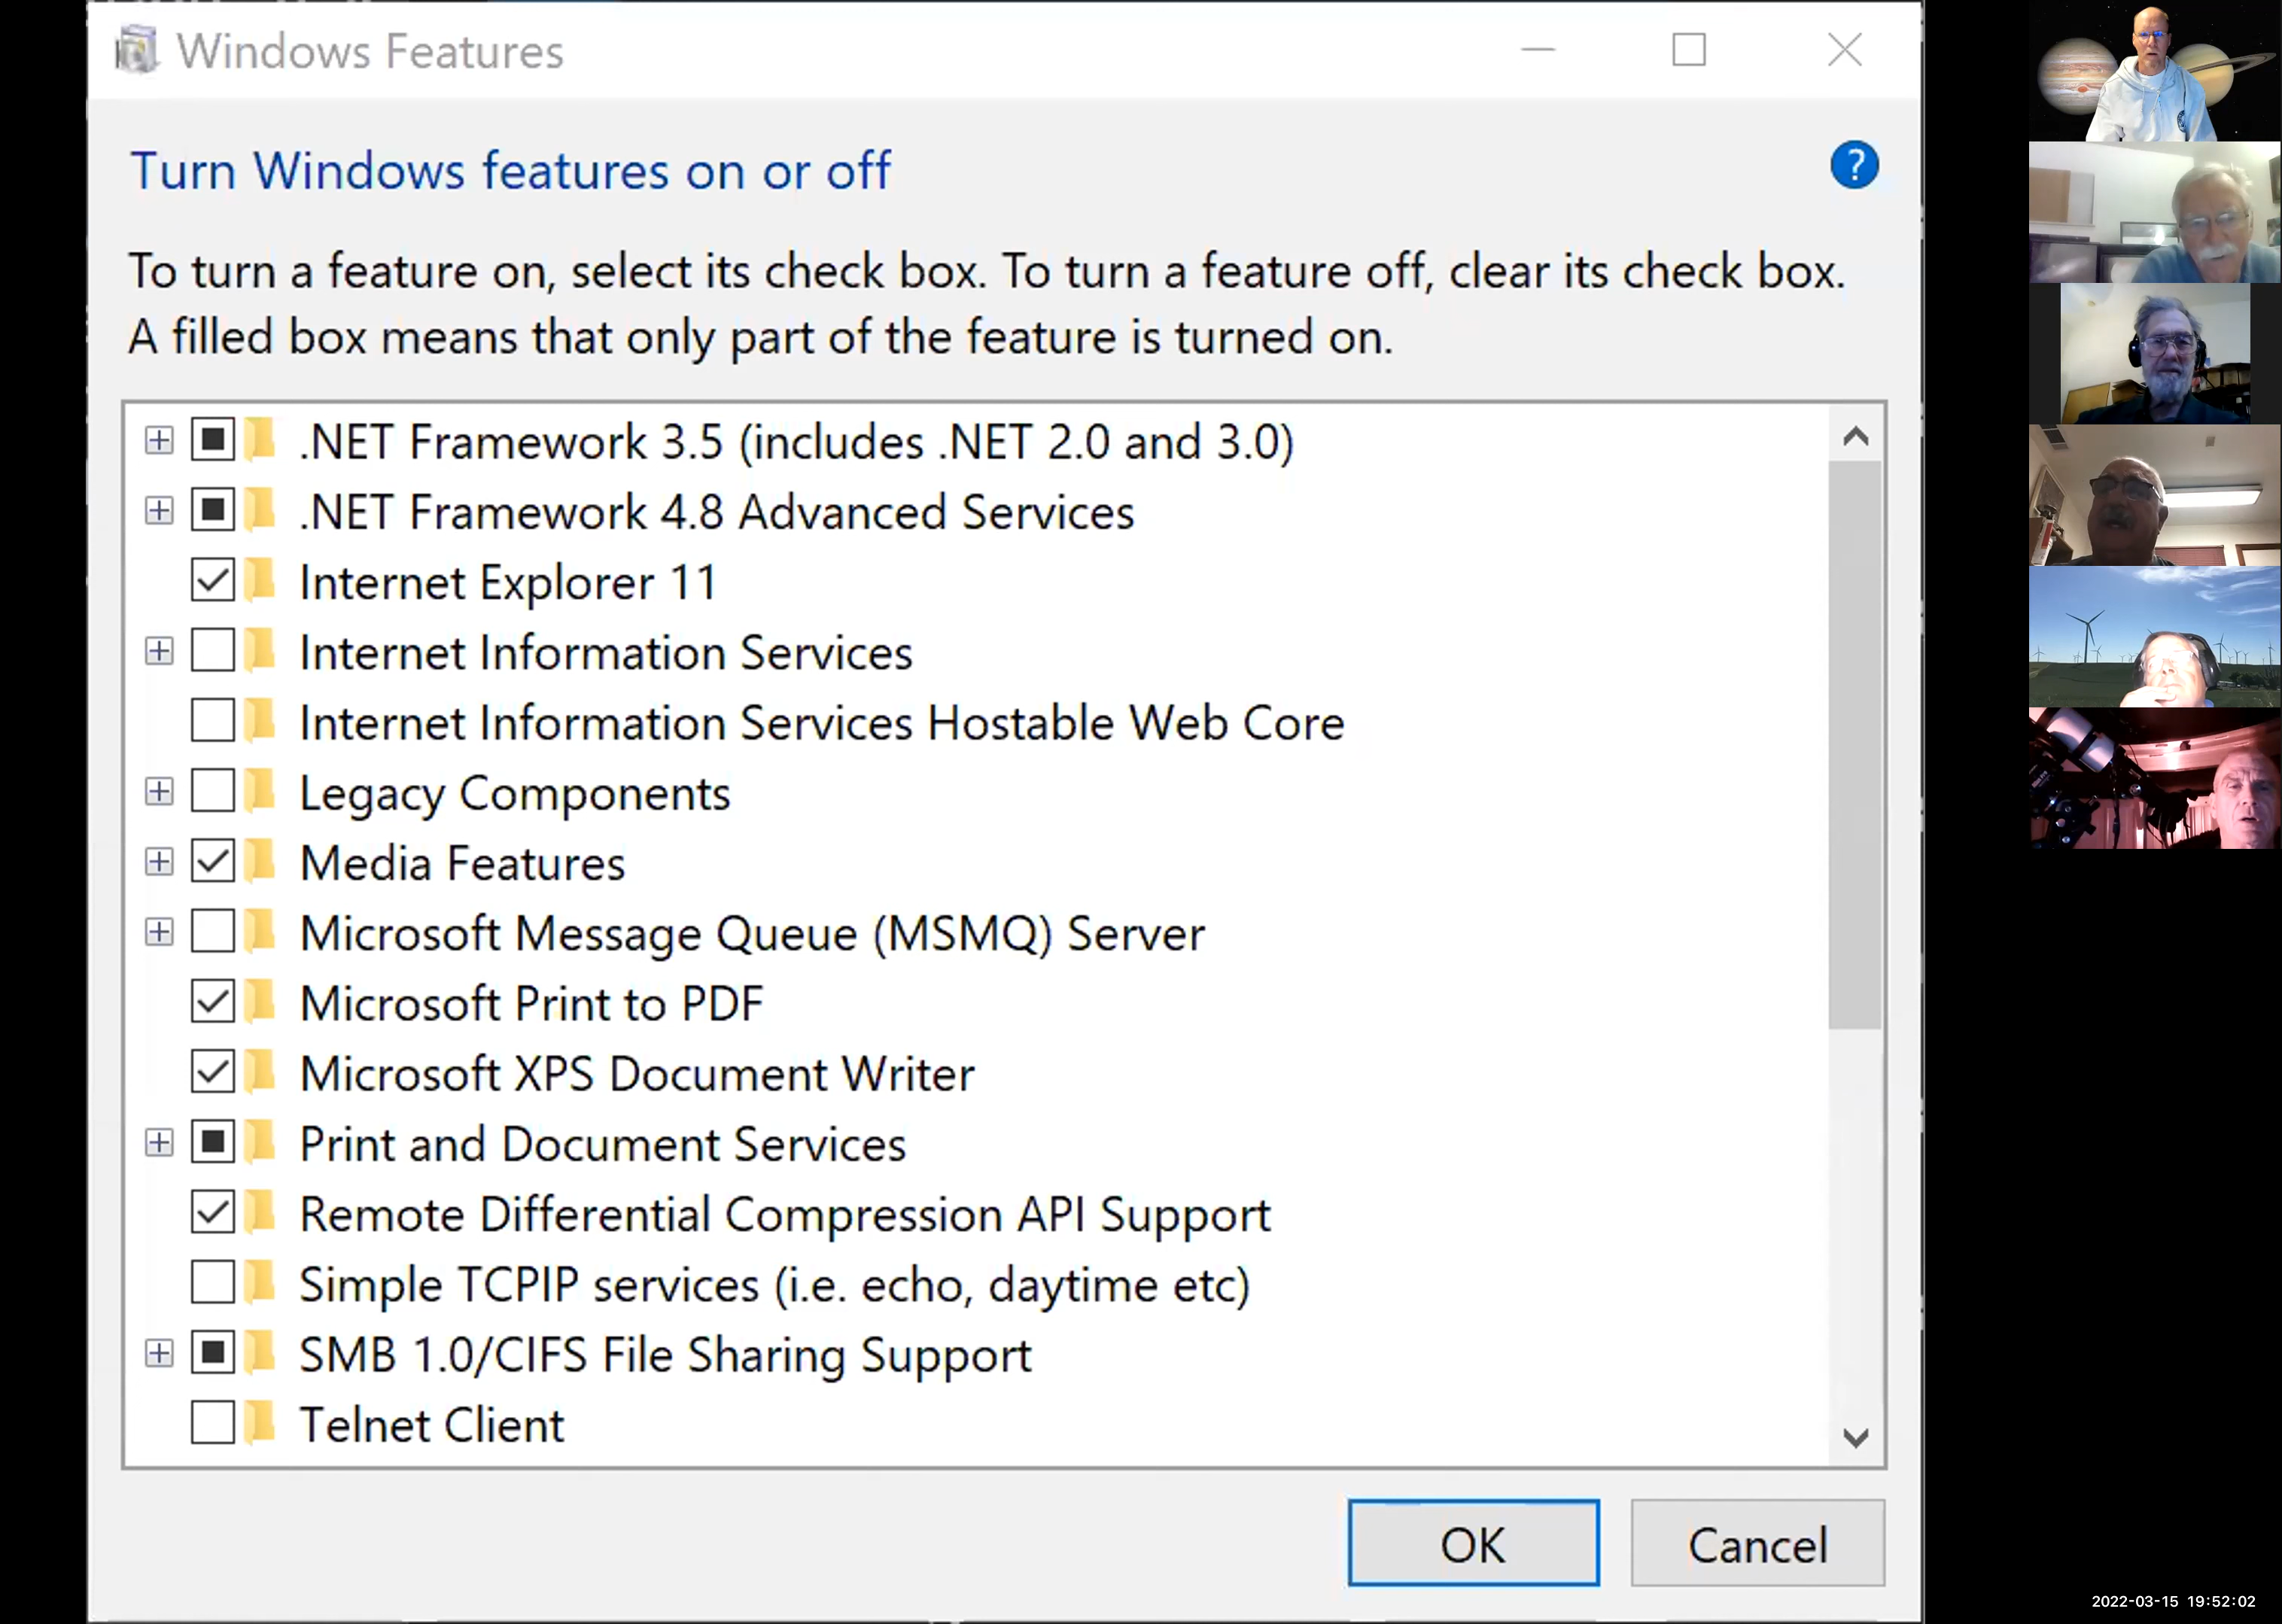 Windows Features
Turn Windows features on or off
To turn a feature on, select its check box. To turn a feature off, clear its check box.
A filled box means that only part of the feature is turned on.
.NET Framework 3.5 (includes .NET 2.0 and 3.0)
.NET Framework 4.8 Advanced Services
Internet Explorer 11
Internet Information Services
Internet Information Services Hostable Web Core
Legacy Components
Media Features
Microsoft Message Queue (MSMQ) Server
Microsoft Print to PDF
Microsoft XPS Document Writer
Print and Document Services
Remote Differential Compression API Support
Simple TCPIP services (i.e. echo, daytime etc)
SMB 1.0/CIFS File Sharing Support
Telnet Client
OK
Cancel
2022-03-15 19:52:02